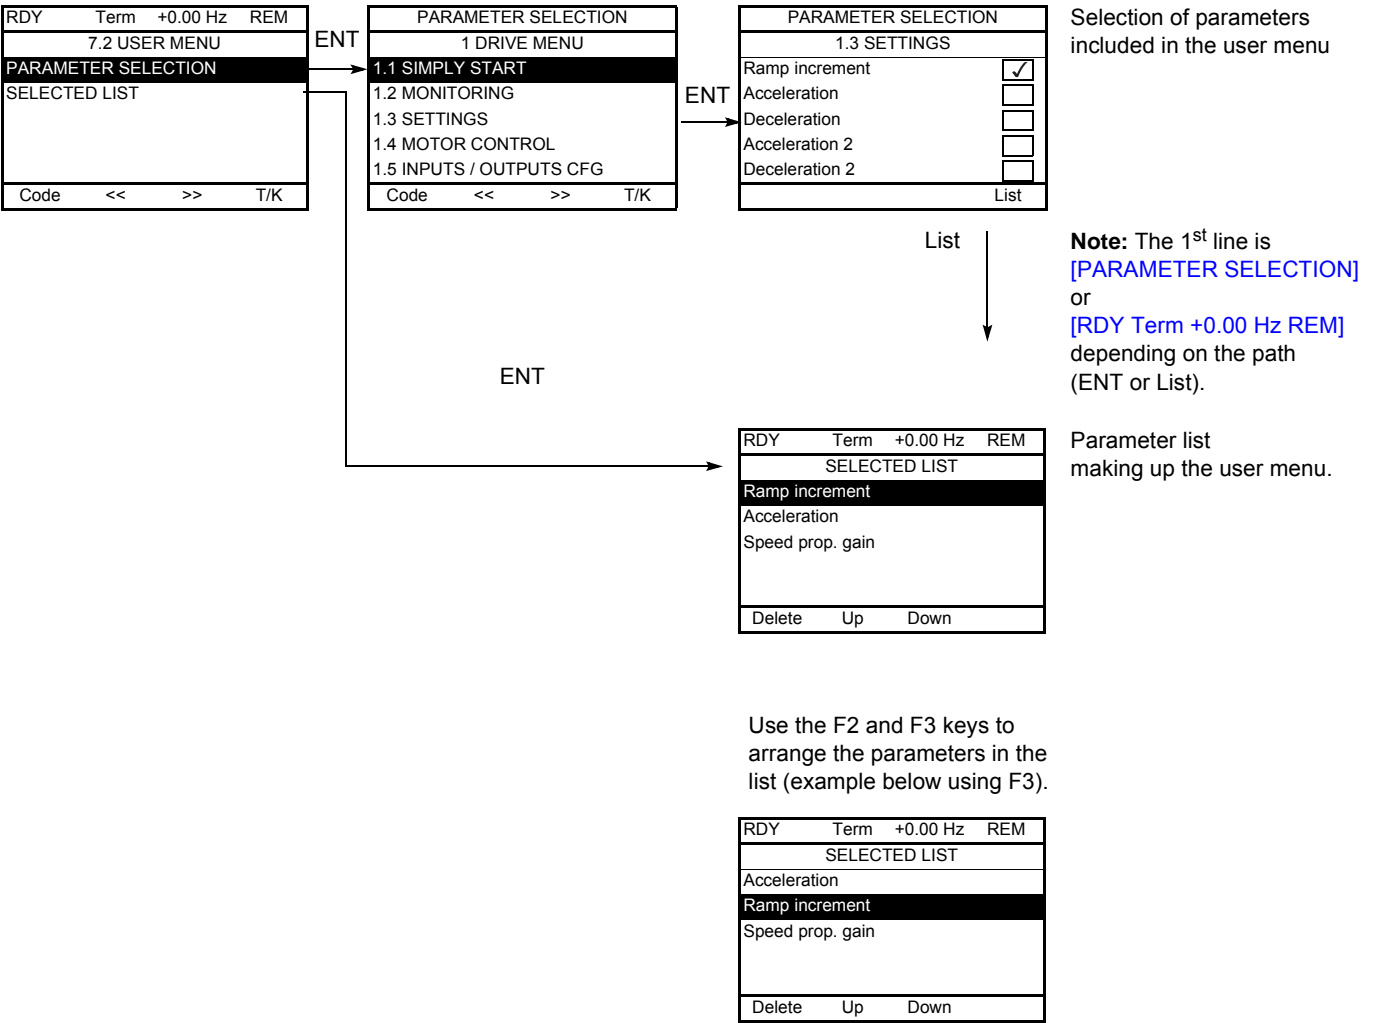 RDY Term +0.00 Hz REM
7.2 USER MENU
PARAMETER SELECTION
SELECTED LIST
Code << >> T/K
ENT
PARAMETER SELECTION
1 DRIVE MENU
1.1 SIMPLY START
1.2 MONITORING
1.3 SETTINGS
1.4 MOTOR CONTROL
1.5 INPUTS / OUTPUTS CFG
Code << >> T/K
ENT
PARAMETER SELECTION
1.3 SETTINGS
Ramp increment ✓
Acceleration
Deceleration
Acceleration 2
Deceleration 2
List
Selection of parameters
included in the user menu
List
Note: The 1st line is
[PARAMETER SELECTION]
or
[RDY Term +0.00 Hz REM]
depending on the path
(ENT or List).
ENT
RDY Term +0.00 Hz REM
SELECTED LIST
Ramp increment
Acceleration
Speed prop. gain
Delete Up Down
Parameter list
making up the user menu.
Use the F2 and F3 keys to
arrange the parameters in the
list (example below using F3).
RDY Term +0.00 Hz REM
SELECTED LIST
Acceleration
Ramp increment
Speed prop. gain
Delete Up Down